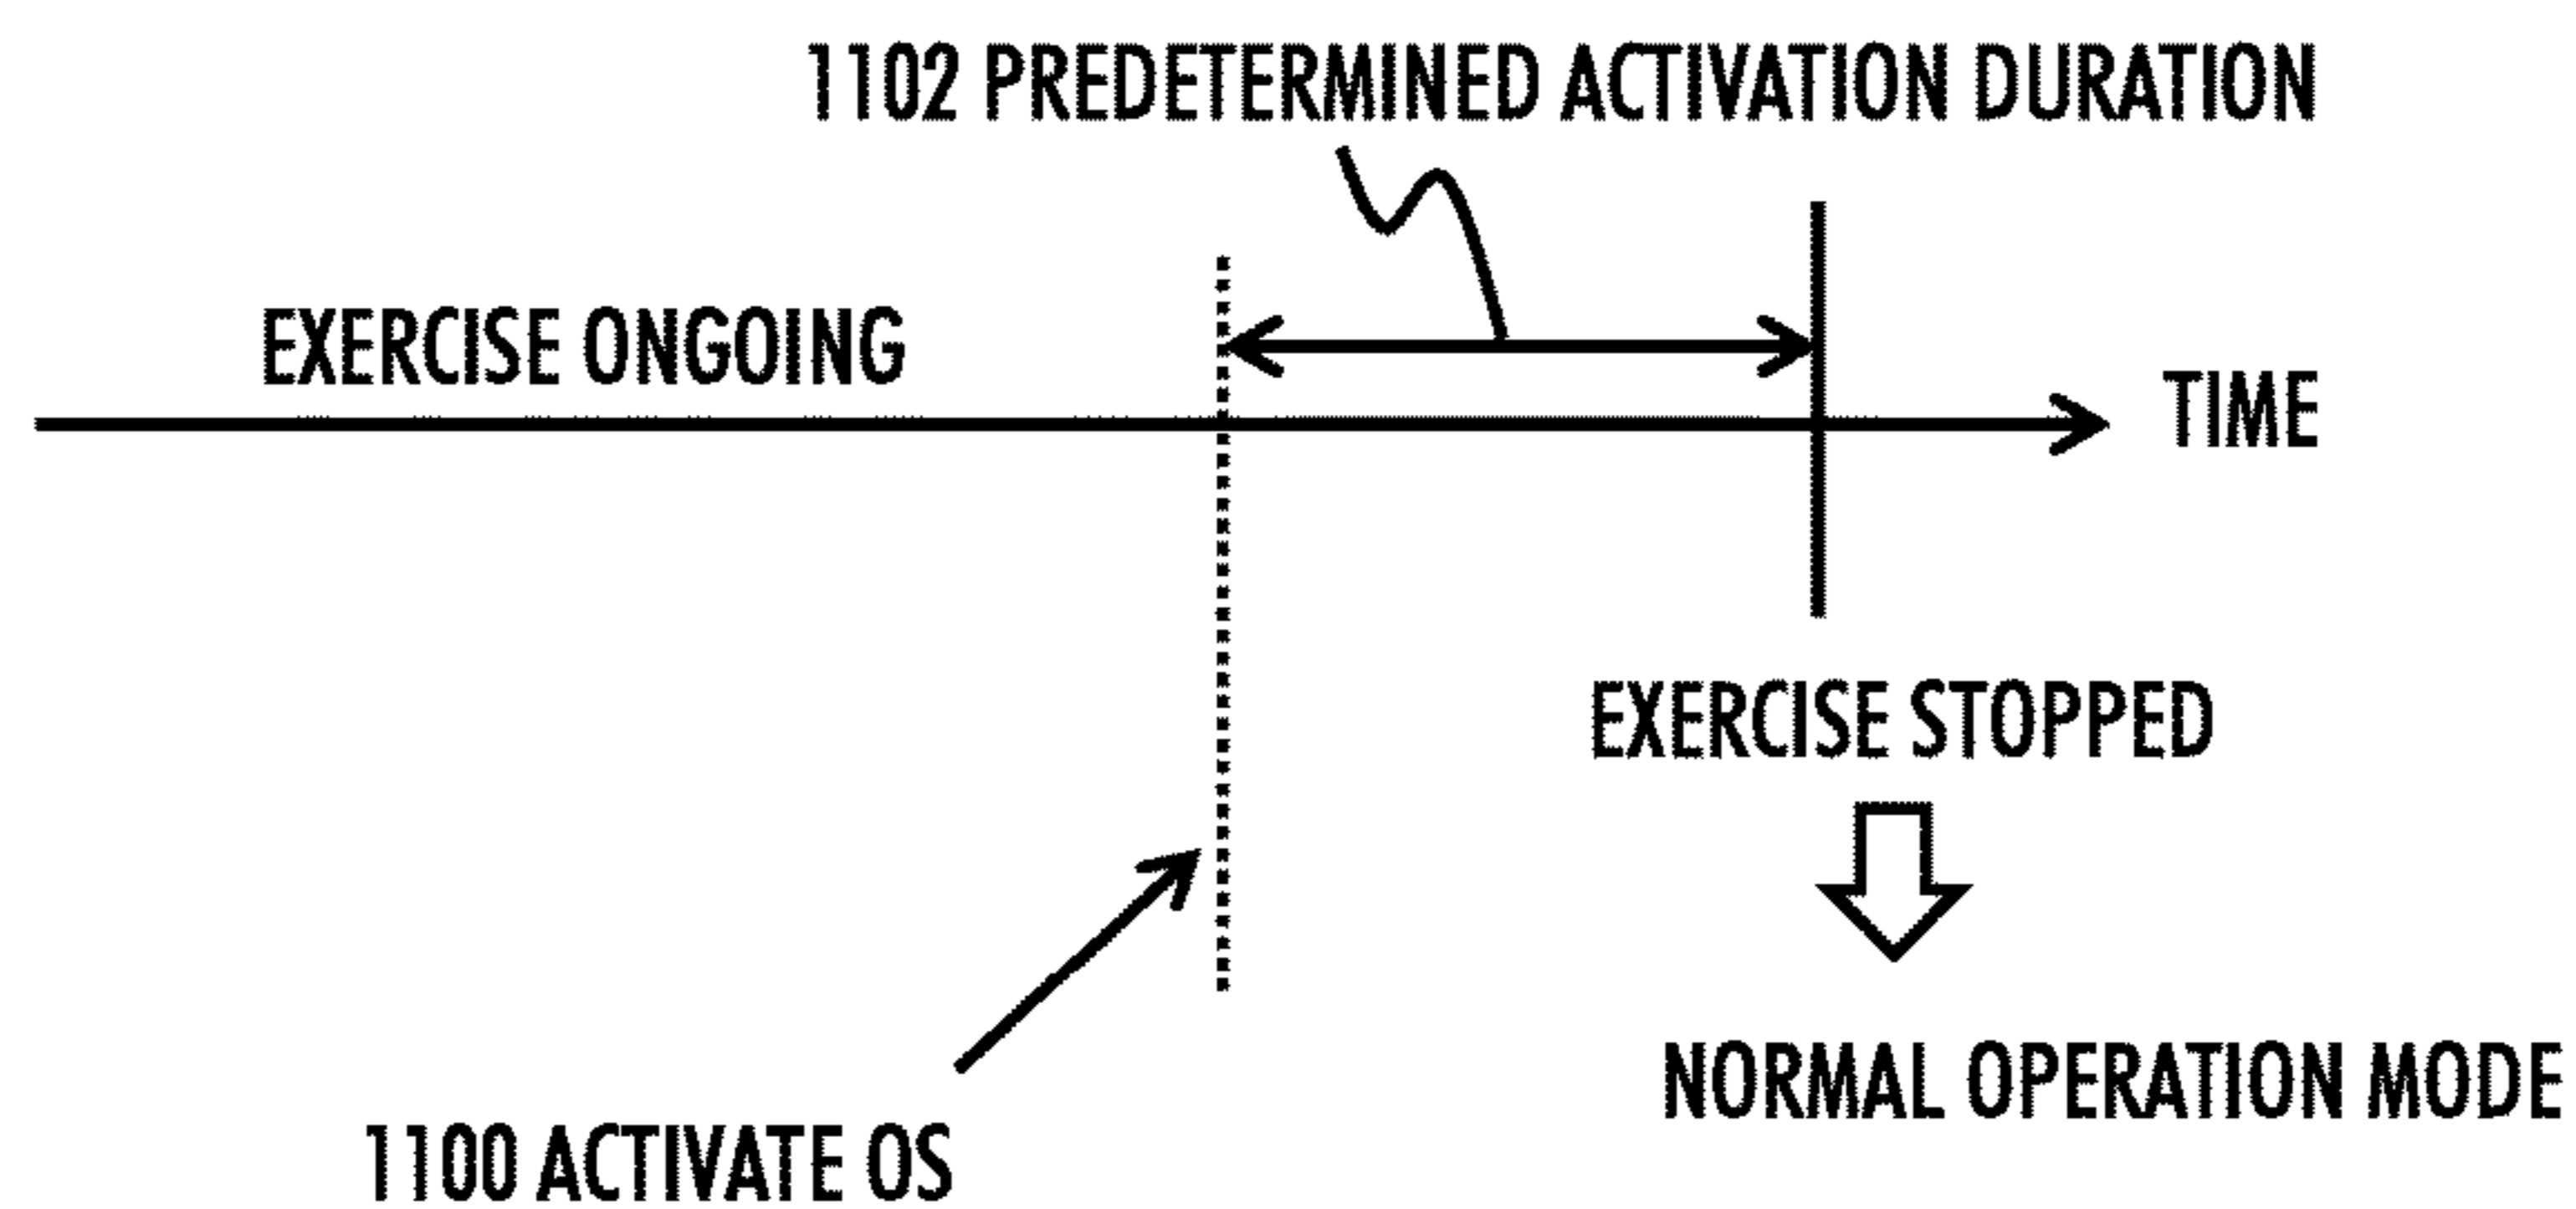 1102 PREDETERMINED ACTIVATION DURATION
EXERCISE ONGOING
TIME
EXERCISE STOPPED
NORMAL OPERATION MODE
1100 ACTIVATE OS